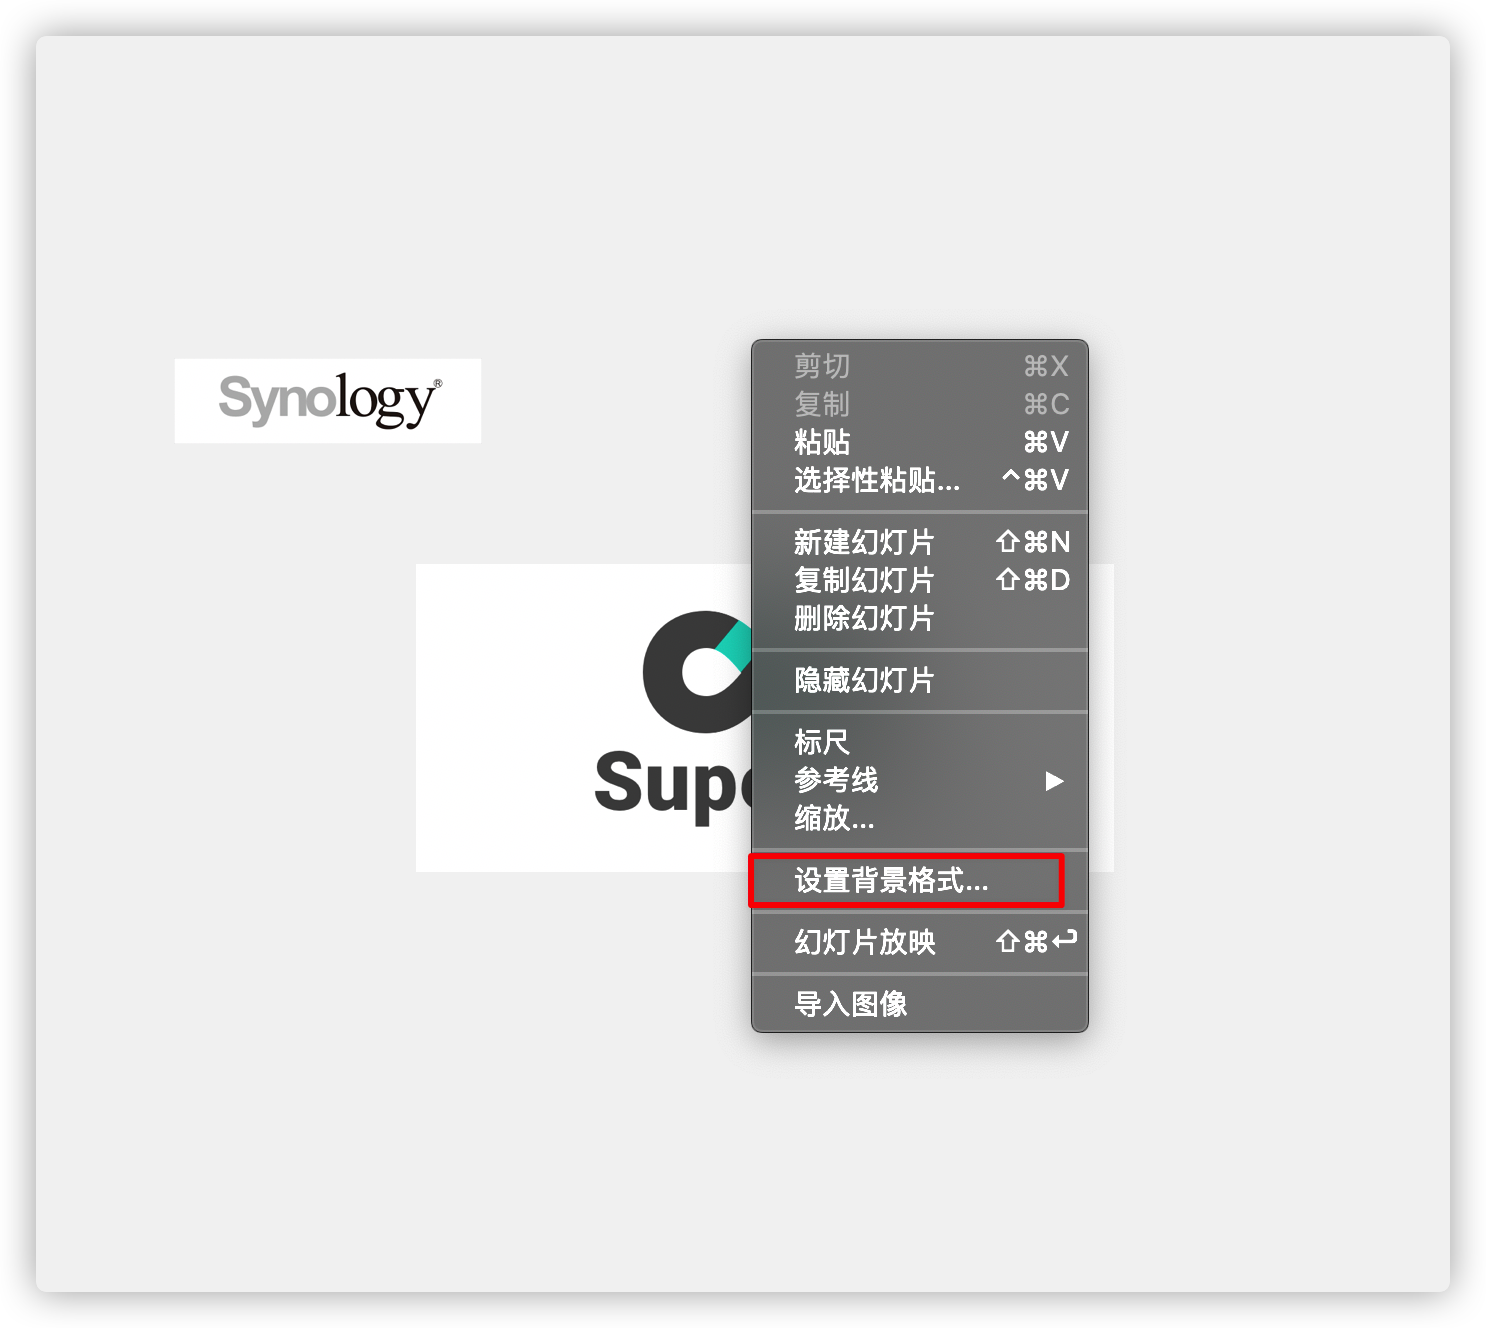 Synology®
Supe
剪切 ⌘X
复制 ⌘C
粘贴 ⌘V
选择性粘贴... ^⌘V
新建幻灯片 ⇧⌘N
复制幻灯片 ⇧⌘D
删除幻灯片
隐藏幻灯片
标尺
参考线 ▶
缩放...
设置背景格式...
幻灯片放映 ⇧⌘↩
导入图像